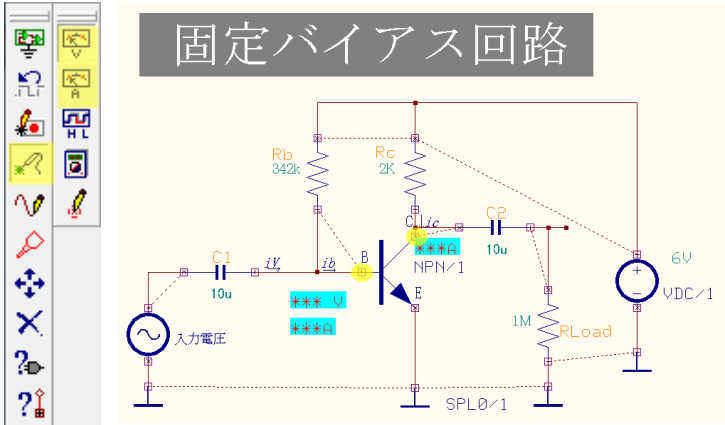 V
A
H L
固定バイアス回路
Rb
342k
Rc
2K
C
ic
C2
10u
***A
NPN/1
C1
10u
iV
ib
B
E
*** V
***A
入力電圧
1M
RLoad
6V
VDC/1
SPL0/1